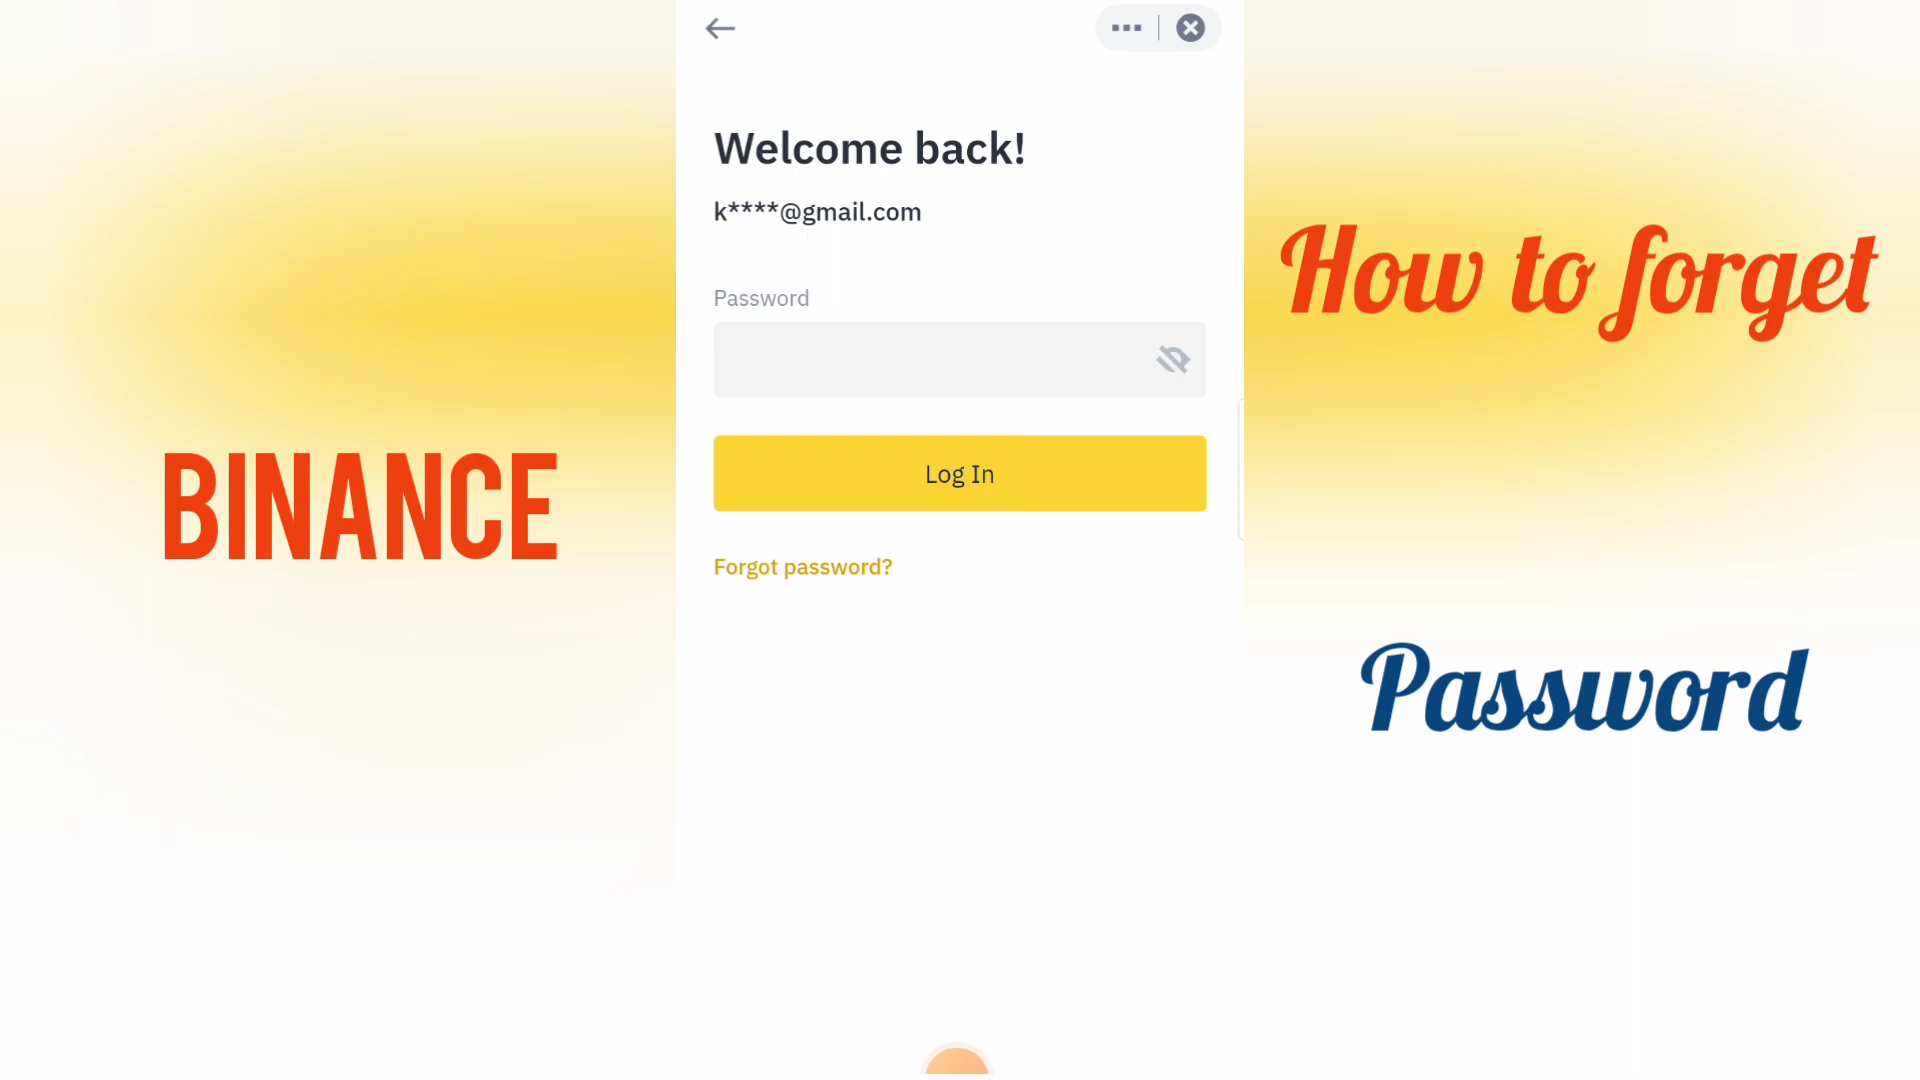 BINANCE
Welcome back!
k****@gmail.com
Password
Log In
Forgot password?
How to forget
Password